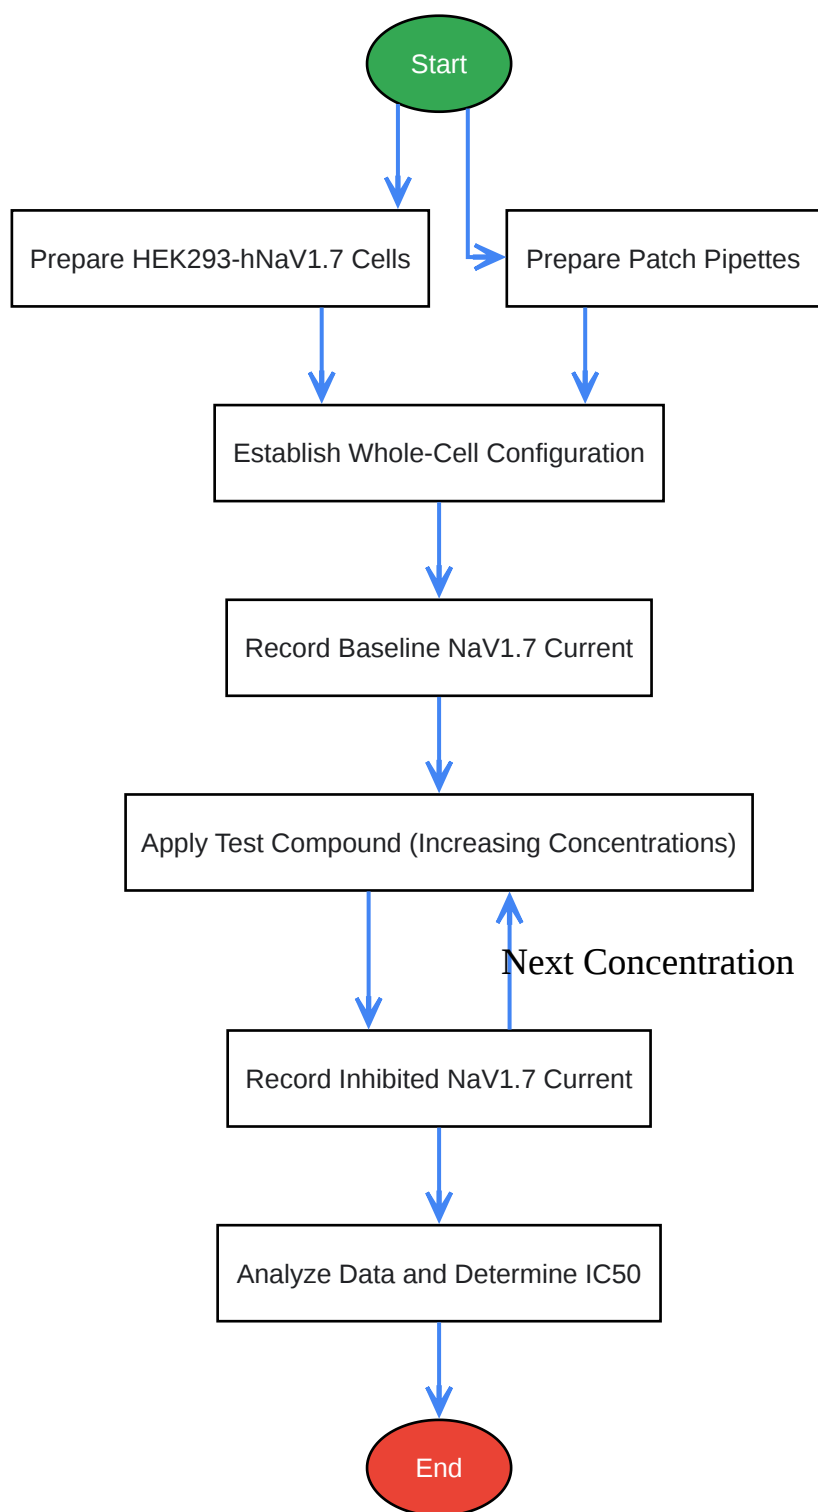 Start
Prepare HEK293-hNaV1.7 Cells
Prepare Patch Pipettes
Establish Whole-Cell Configuration
Record Baseline NaV1.7 Current
Apply Test Compound (Increasing Concentrations)
Next Concentration
Record Inhibited NaV1.7 Current
Analyze Data and Determine IC50
End